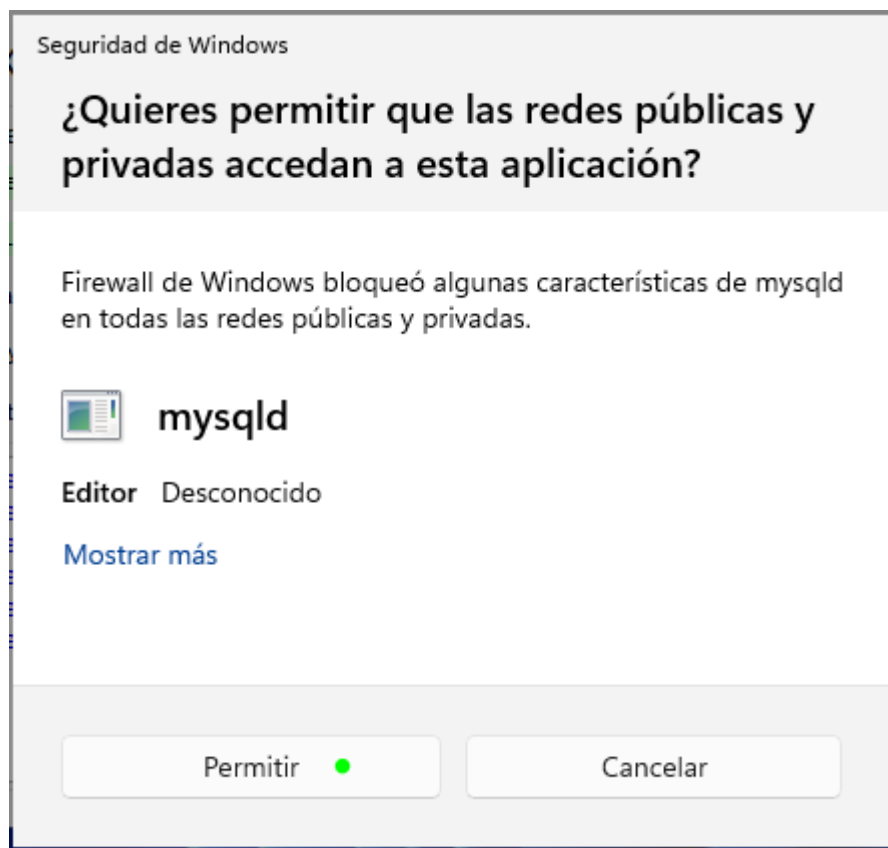 Seguridad de Windows
¿Quieres permitir que las redes públicas y
privadas accedan a esta aplicación?
Firewall de Windows bloqueó algunas características de mysqld
en todas las redes públicas y privadas.
mysqld
Editor Desconocido
Mostrar más
Permitir Cancelar